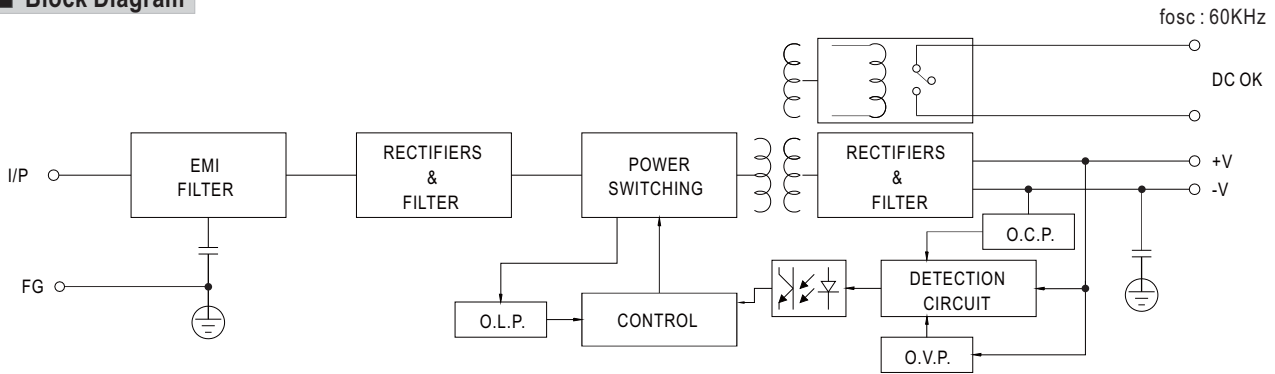 ■ Block Diagram
fosc : 60KHz
DC OK
I/P
EMI
FILTER
RECTIFIERS
&
FILTER
POWER
SWITCHING
RECTIFIERS
&
FILTER
+V
-V
O.C.P.
FG
O.L.P.
CONTROL
DETECTION
CIRCUIT
O.V.P.